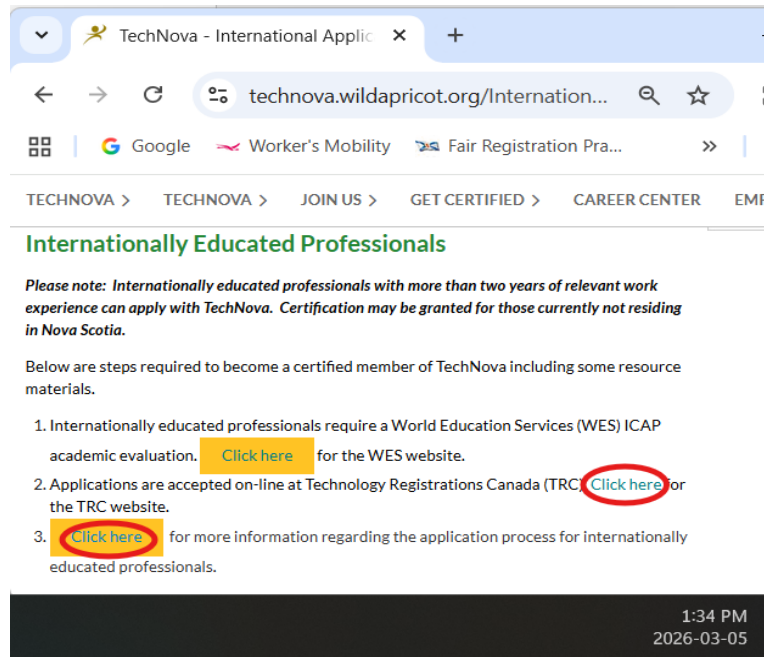 TechNova - International Applic
technova.wildapricot.org/Internation...
Google Worker's Mobility Fair Registration Pra...
TECHNOVA > TECHNOVA > JOIN US > GET CERTIFIED > CAREER CENTER EMP
Internationally Educated Professionals
Please note: Internationally educated professionals with more than two years of relevant work
experience can apply with TechNova. Certification may be granted for those currently not residing
in Nova Scotia.
Below are steps required to become a certified member of TechNova including some resource
materials.
1. Internationally educated professionals require a World Education Services (WES) ICAP
academic evaluation. Click here for the WES website.
2. Applications are accepted on-line at Technology Registrations Canada (TRC) Click here for
the TRC website.
3. Click here for more information regarding the application process for internationally
educated professionals.
1:34 PM
2026-03-05